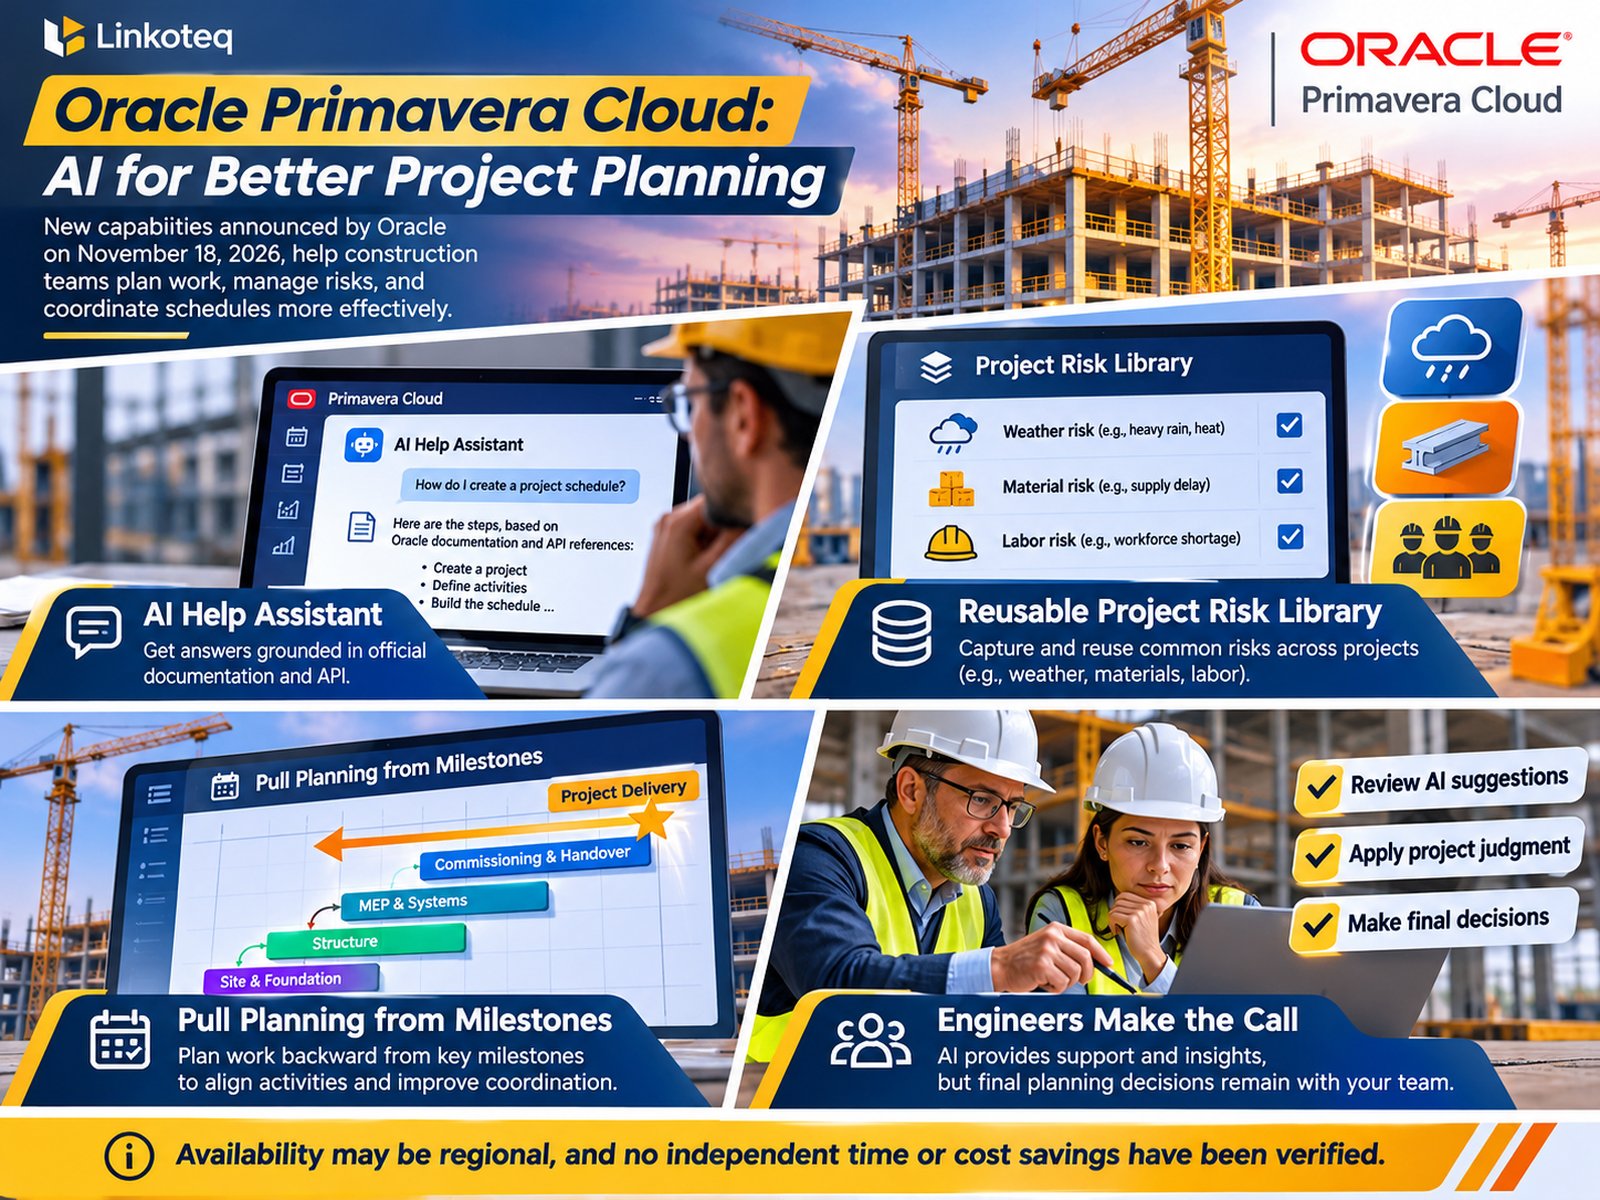 Linkoteq
ORACLE®
Primavera Cloud
Oracle Primavera Cloud:
AI for Better Project Planning
New capabiities announced by Oracle
on November 18, 2026, help construction
teams plan work, manage risks, and
coordinate schedules more effectively.
Primavera Cloud
AI Help Assistant
How do I create a project schedule?
Here are the steps, based on
Oracle documentation and API references:
• Create a project
• Define activities
• Build the schedule ...
AI Help Assistant
Get answers grounded in official
documentation and API.
Project Risk Library
Weather risk (e.g., heavy rain, heat)
Material risk (e.g., supply delay)
Labor risk (e.g., workforce shortage)
Reusable Project Risk Library
Capture and reuse common risks across projects
(e.g., weather, materials, labor).
Pull Planning from Milestones
Project Delivery
Commissioning & Handover
MEP & Systems
Structure
Site & Foundation
Pull Planning from Milestones
Plan work backward from key milestones
to align activities and improve coordination.
Review AI suggestions
Apply project judgment
Make final decisions
Engineers Make the Call
AI provides support and insights,
but final planning decisions remain with your team.
Availability may be regional, and no independent time or cost savings have been verified.